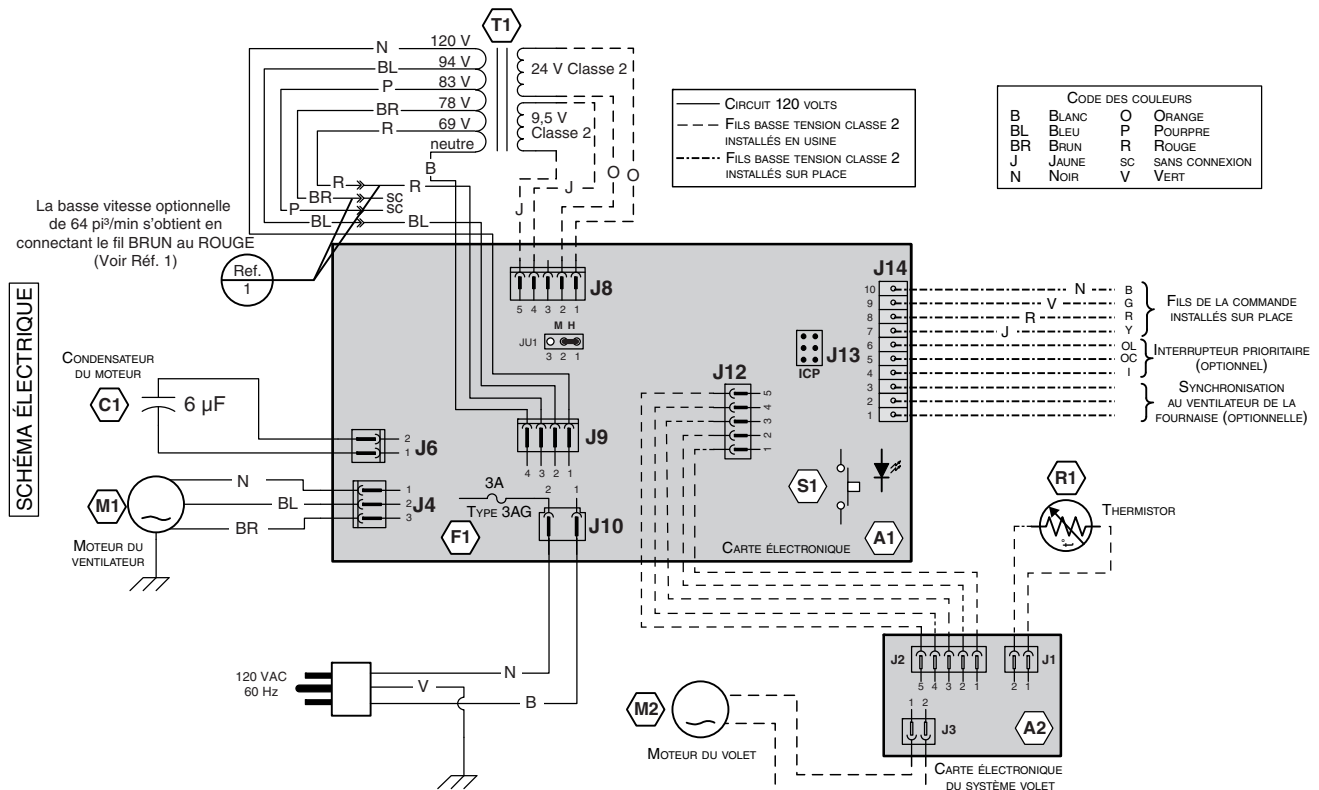 SCHÉMA ÉLECTRIQUE
T1
N 120 V
BL 94 V
P 83 V
BR 78 V
R 69 V
neutre
B
24 V Classe 2
9,5 V
Classe 2
O O
J J
R R
BR SC
P SC
BL BL
CIRCUIT 120 VOLTS
FILS BASSE TENSION CLASSE 2
INSTALLÉS EN USINE
FILS BASSE TENSION CLASSE 2
INSTALLÉS SUR PLACE
CODE DES COULEURS
B BLANC O ORANGE
BL BLEU P POURPRE
BR BRUN R ROUGE
J JAUNE SC SANS CONNEXION
N NOIR V VERT
La basse vitesse optionnelle
de 64 pi³/min s’obtient en
connectant le fil BRUN au ROUGE
(Voir Réf. 1)
Ref.
1
J8
5 4 3 2 1
M H
JU1
3 2 1
J13
ICP
J14
10 N B
9 V G
8 R R
7 J Y
6 OL
5 OC
4 I
3
2
1
FILS DE LA COMMANDE
INSTALLÉS SUR PLACE
INTERRUPTEUR PRIORITAIRE
(OPTIONNEL)
SYNCHRONISATION
AU VENTILATEUR DE LA
FOURNAISE (OPTIONNELLE)
J12
5
4
3
2
1
CONDENSATEUR
DU MOTEUR
C1
6 µF
2
1
J6
J9
4 3 2 1
M1
N
BL
BR
1
2
3
J4
MOTEUR DU
VENTILATEUR
3A
TYPE 3AG
F1
2 1
J10
S1
CARTE ÉLECTRONIQUE
A1
R1
THERMISTOR
120 VAC
60 Hz
N
V
B
M2
MOTEUR DU VOLET
J2
5 4 3 2 1
J1
2 1
1 2
J3
A2
CARTE ÉLECTRONIQUE
DU SYSTÈME VOLET